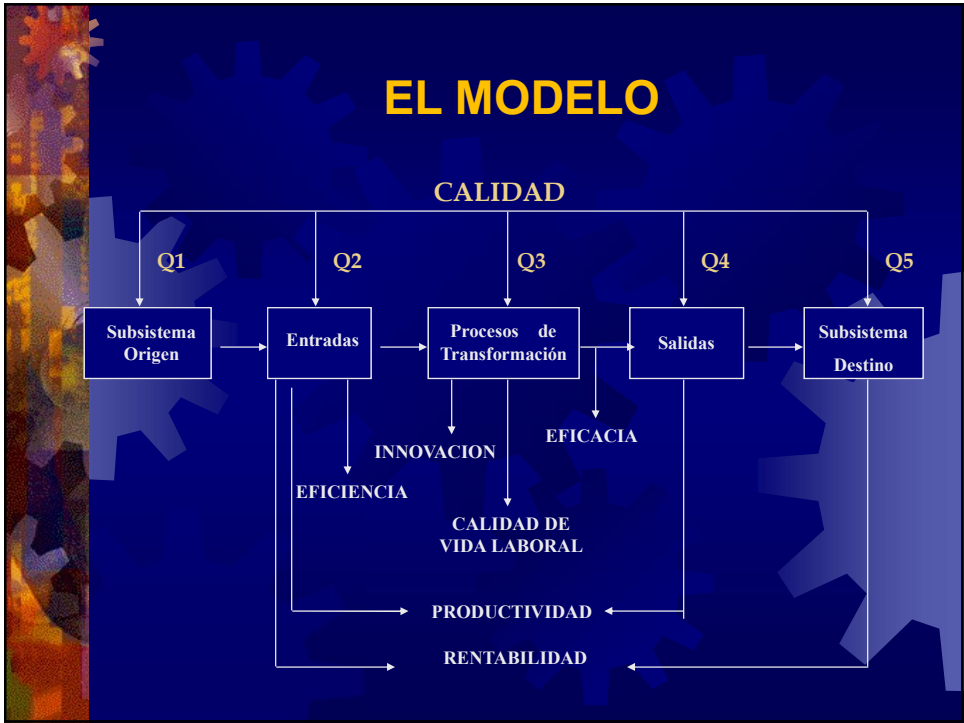 EL MODELO
CALIDAD
Q1 Q2 Q3 Q4 Q5
Subsistema
Origen
Entradas
Procesos de
Transformación
Salidas
Subsistema
Destino
EFICACIA
INNOVACION
EFICIENCIA
CALIDAD DE
VIDA LABORAL
PRODUCTIVIDAD
RENTABILIDAD